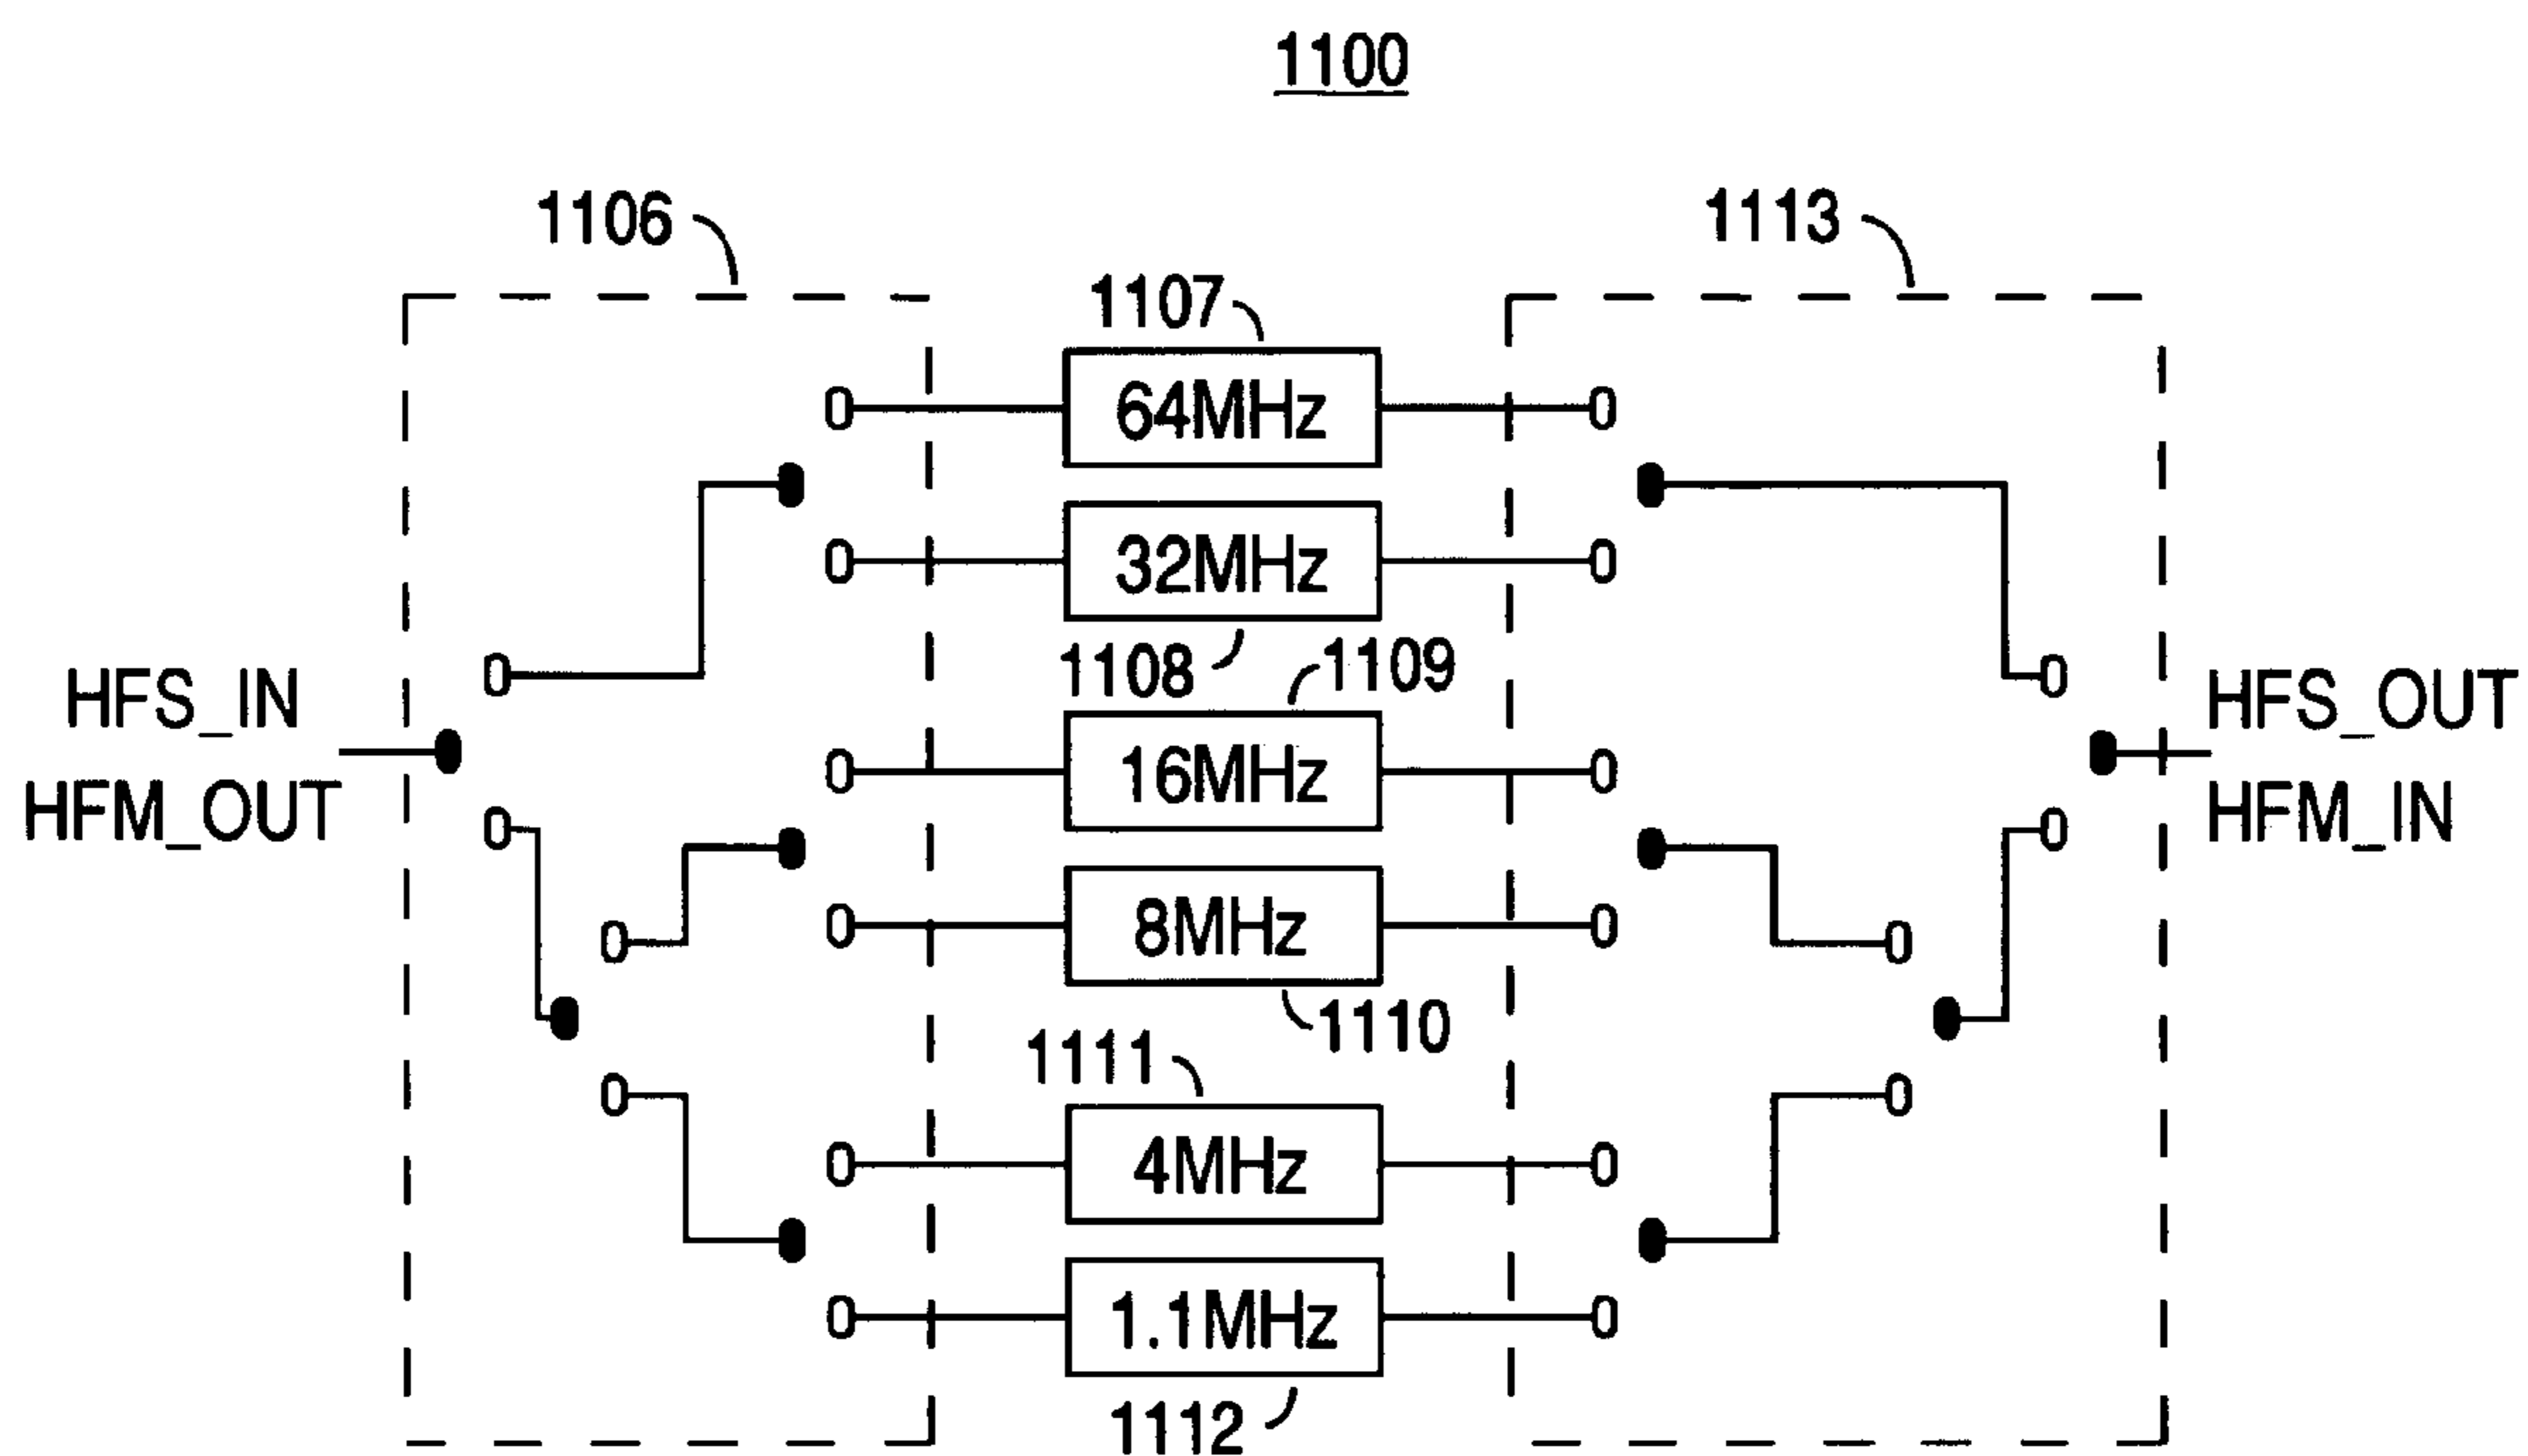 1100
1106
1113
1107
64MHz
32MHz
1108
1109
HFS_IN
HFS_OUT
16MHz
HFM_OUT
HFM_IN
8MHz
1110
1111
4MHz
1.1MHz
1112